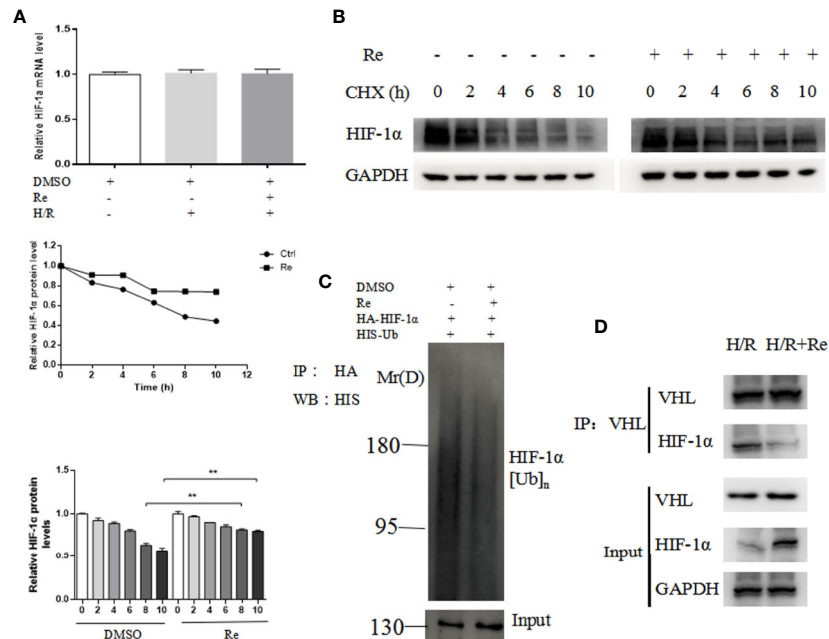 A
Relative HIF-1a mRNA level
1.5
1.0
0.5
0.0
DMSO + + +
Re - - +
H/R - + +
Relative HIF-1α protein level
1.0
0.8
0.6
0.4
0.2
0.0
0 2 4 6 8 10 12
Time (h)
Ctrl
Re
Relative HIF-1α protein levels
1.5
1.0
0.5
0.0
**
**
0 2 4 6 8 10 0 2 4 6 8 10
DMSO Re
B
Re - - - - - - + + + + + +
CHX (h) 0 2 4 6 8 10 0 2 4 6 8 10
HIF-1α
GAPDH
C
DMSO + +
Re - +
HA-HIF-1α + +
HIS-Ub + +
IP : HA
WB : HIS
Mr(D)
180
95
130
HIF-1α
[Ub]n
Input
D
H/R H/R+Re
IP: VHL
VHL
HIF-1α
Input
VHL
HIF-1α
GAPDH